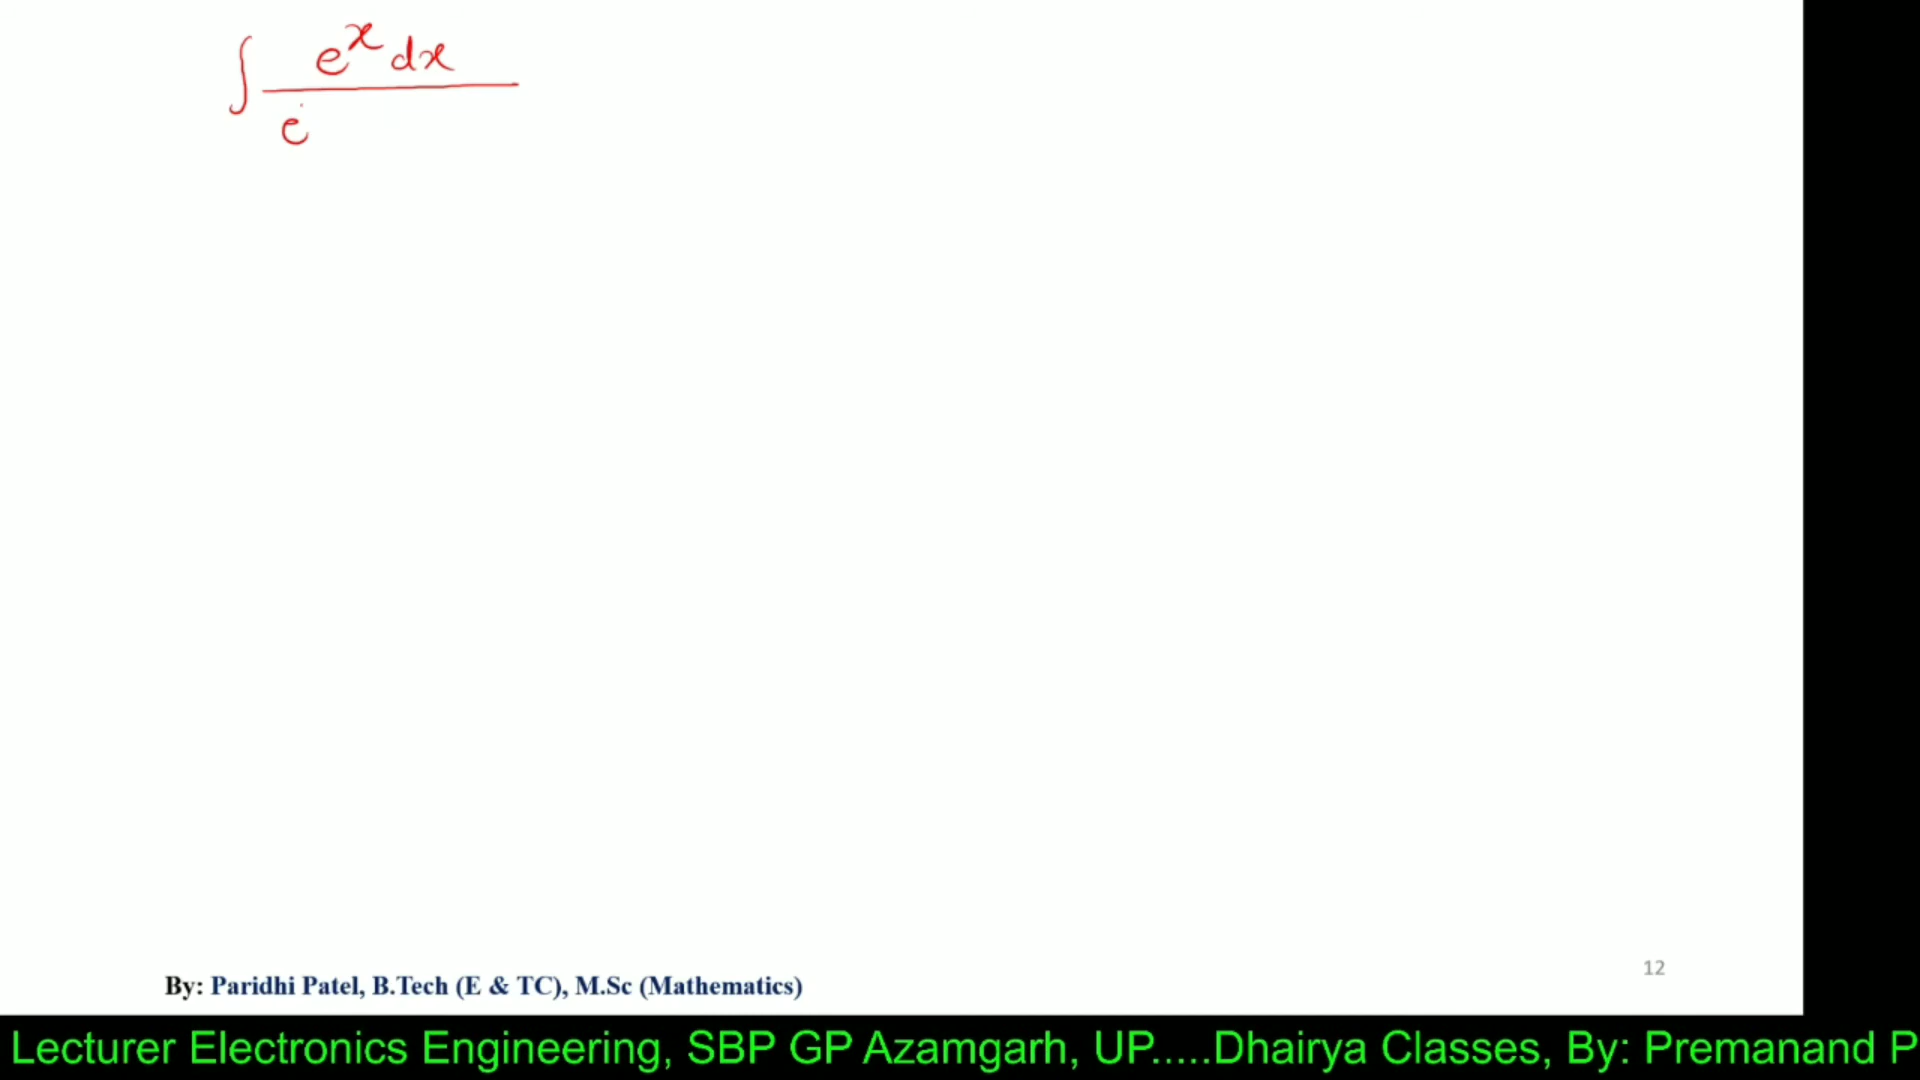 ∫ e^x dx
e
12
By: Paridhi Patel, B.Tech (E & TC), M.Sc (Mathematics)
Lecturer Electronics Engineering, SBP GP Azamgarh, UP.....Dhairya Classes, By: Premanand P